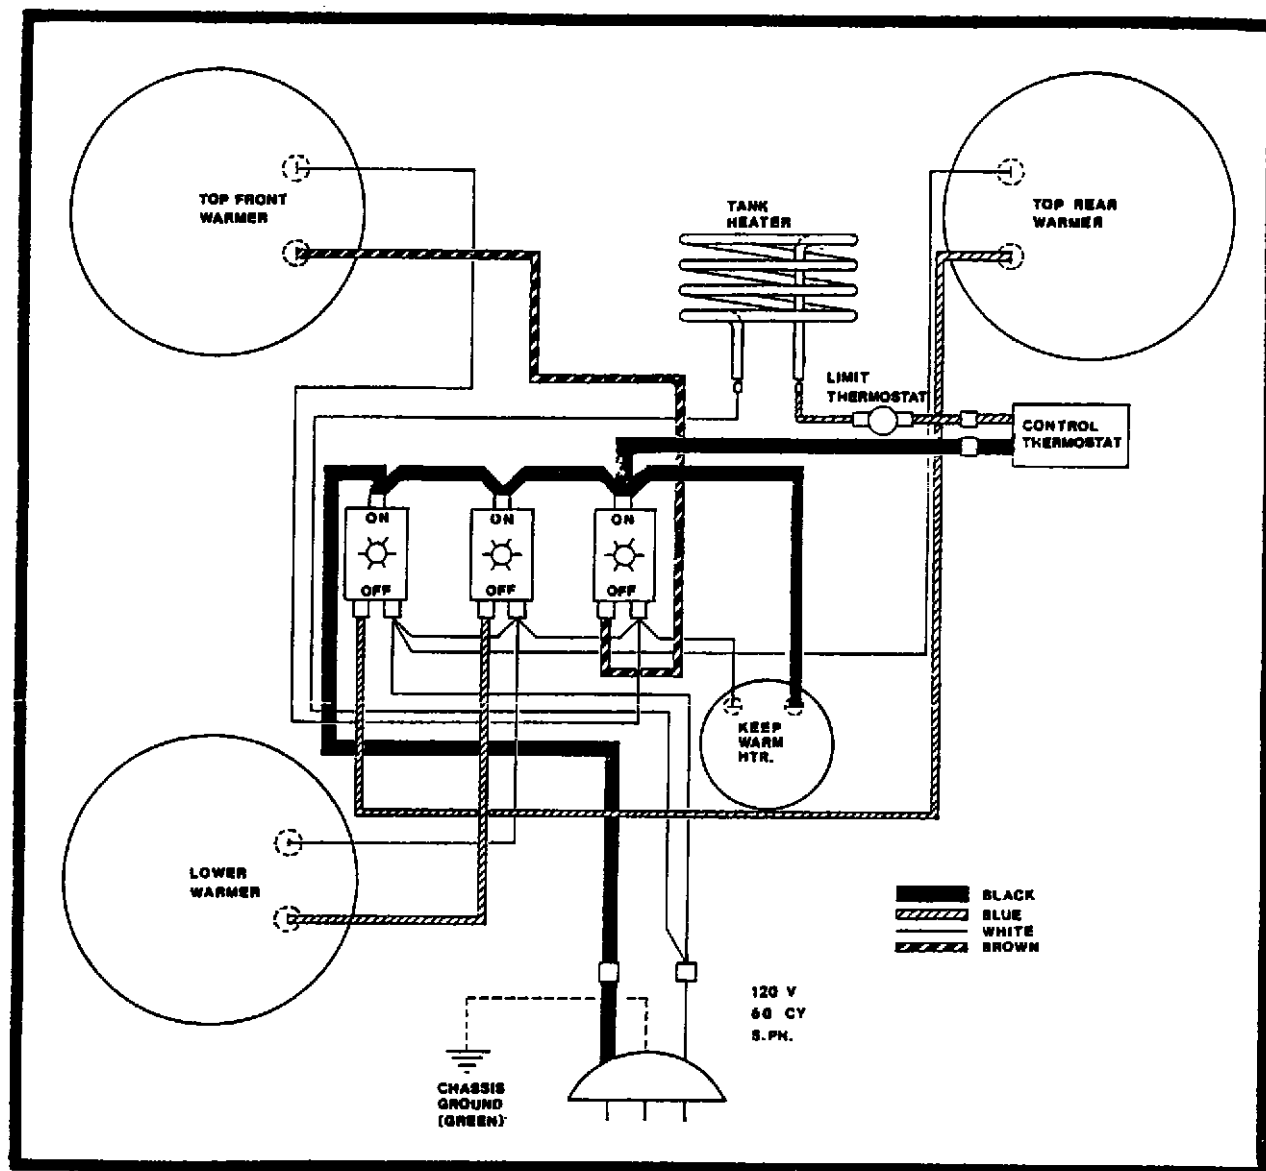 TOP FRONT
WARMER
TANK
HEATER
TOP REAR
WARMER
LIMIT
THERMOSTAT
CONTROL
THERMOSTAT
ON
OFF
ON
OFF
ON
OFF
KEEP
WARM
HTR.
LOWER
WARMER
BLACK
BLUE
WHITE
BROWN
120 V
60 CY
S.PH.
CHASSIS
GROUND
(GREEN)